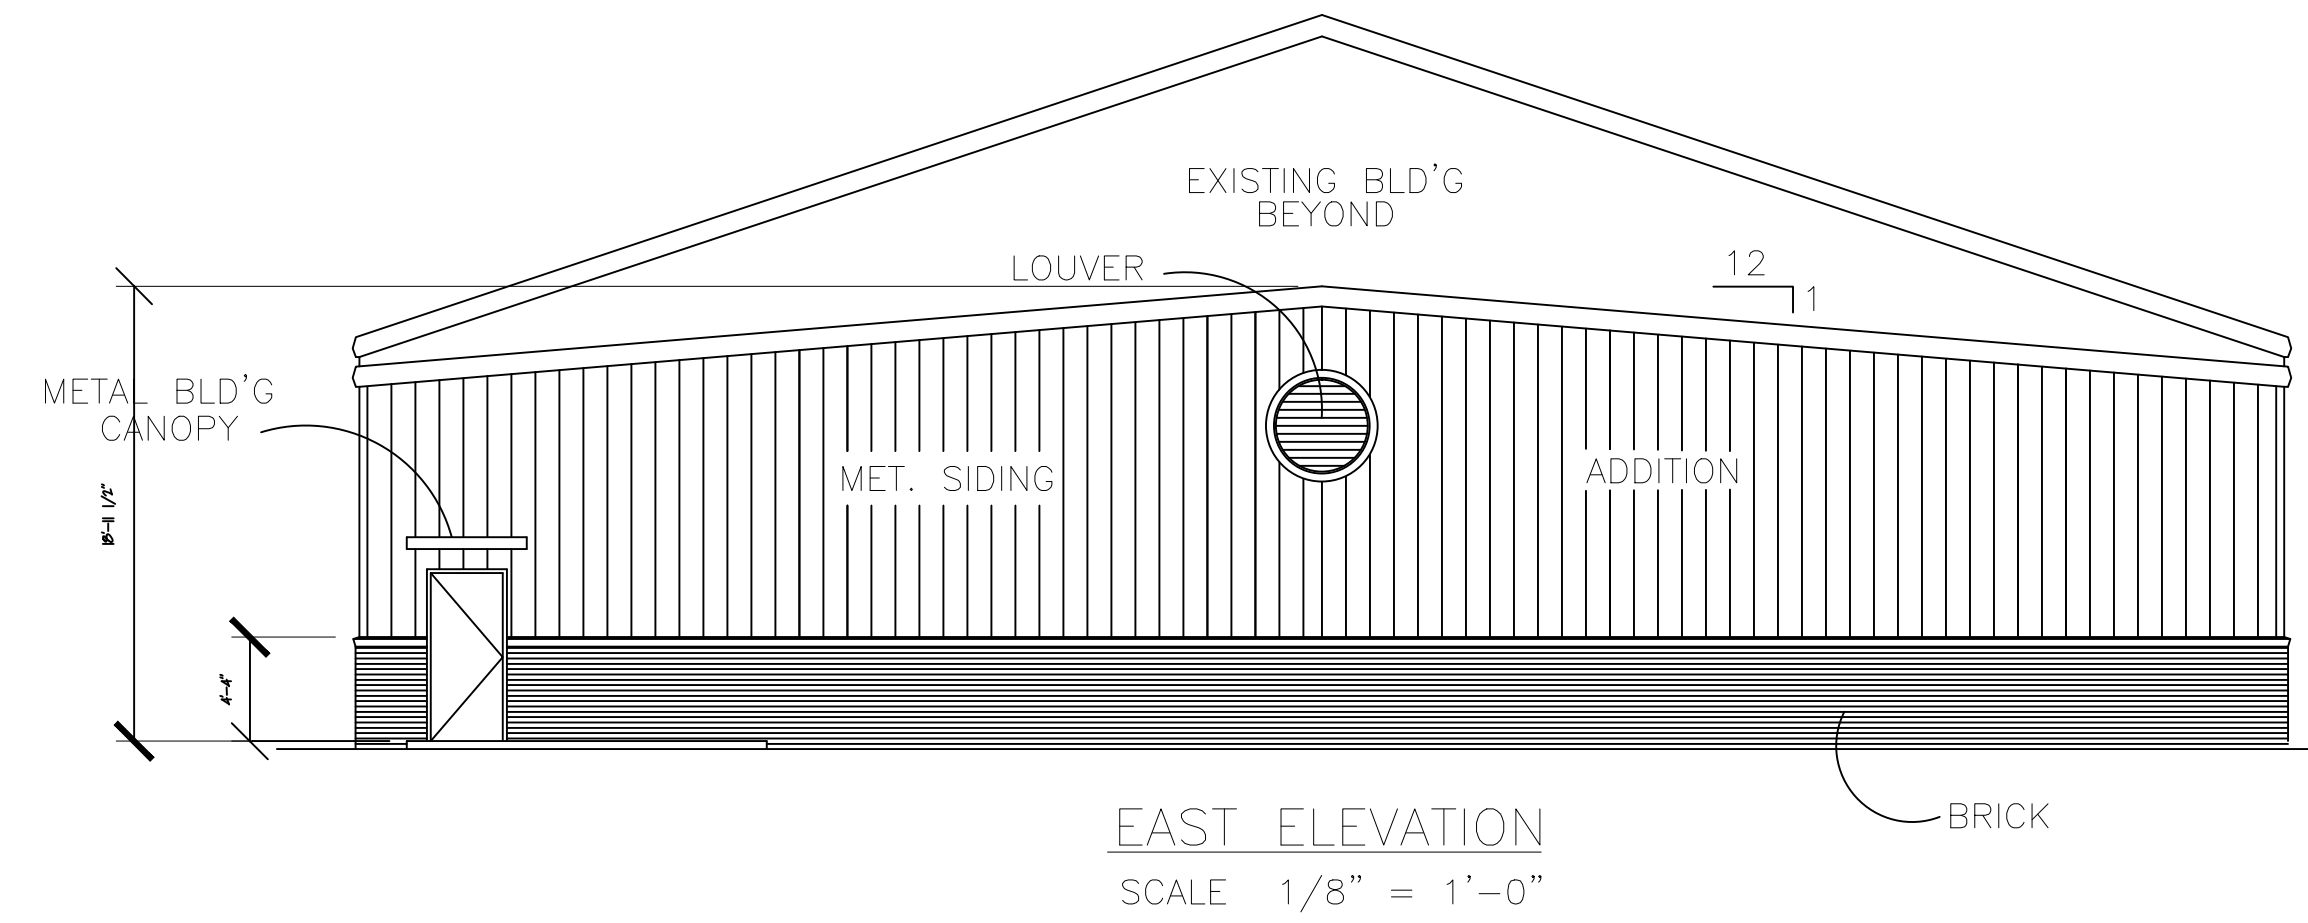 EXISTING BLD'G
BEYOND
LOUVER
12
1
METAL BLD'G
CANOPY
MET. SIDING
ADDITION
18'-11 1/2"
4'-4"
BRICK
EAST ELEVATION
SCALE 1/8" = 1'-0"